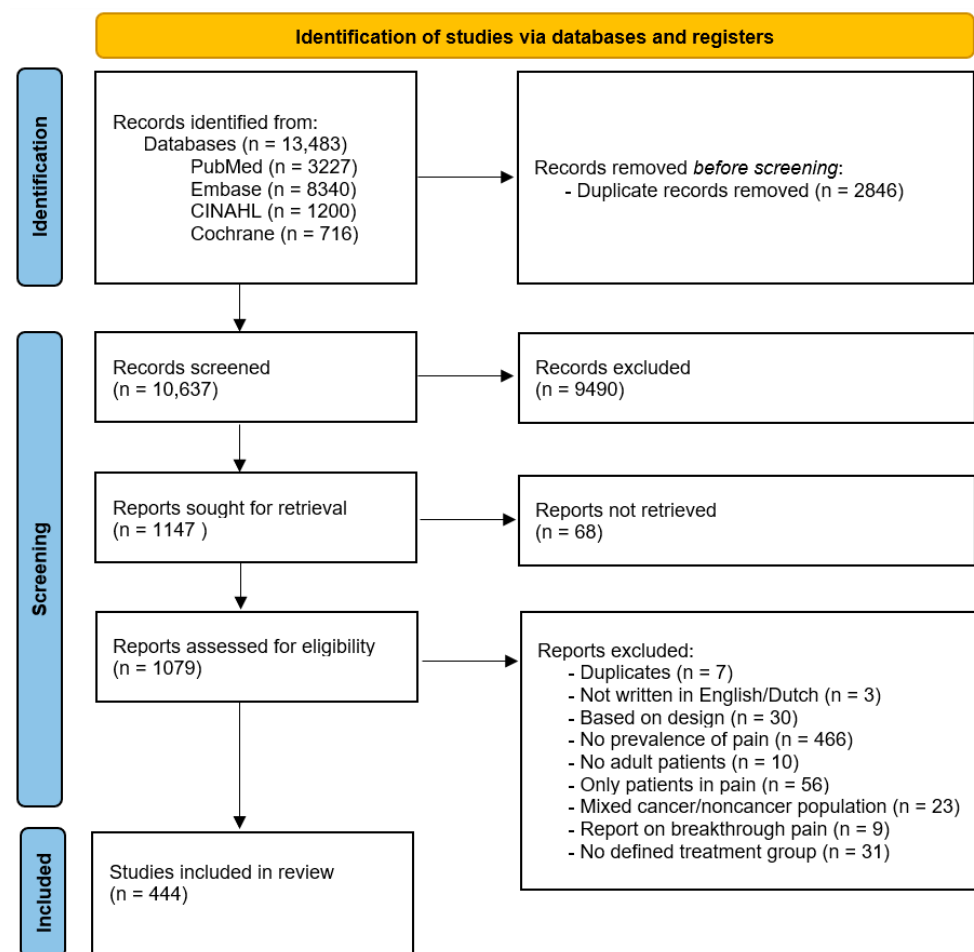 Identification of studies via databases and registers
Identification
Records identified from:
Databases (n = 13,483)
PubMed (n = 3227)
Embase (n = 8340)
CINAHL (n = 1200)
Cochrane (n = 716)
Records removed before screening:
- Duplicate records removed (n = 2846)
Screening
Records screened
(n = 10,637)
Records excluded
(n = 9490)
Reports sought for retrieval
(n = 1147 )
Reports not retrieved
(n = 68)
Reports assessed for eligibility
(n = 1079)
Reports excluded:
- Duplicates (n = 7)
- Not written in English/Dutch (n = 3)
- Based on design (n = 30)
- No prevalence of pain (n = 466)
- No adult patients (n = 10)
- Only patients in pain (n = 56)
- Mixed cancer/noncancer population (n = 23)
- Report on breakthrough pain (n = 9)
- No defined treatment group (n = 31)
Included
Studies included in review
(n = 444)